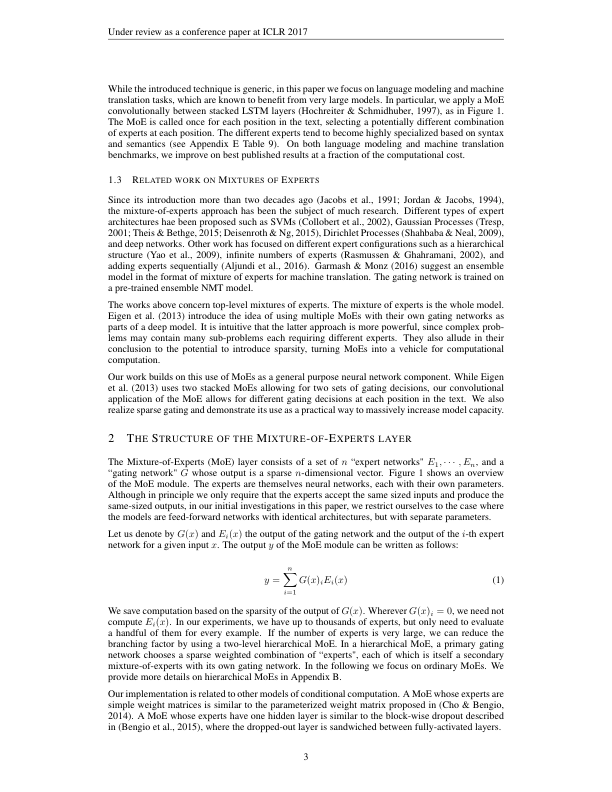 Under review as a conference paper at ICLR 2017
While the introduced technique is generic, in this paper we focus on language modeling and machine
translation tasks, which are known to benefit from very large models. In particular, we apply a MoE
convolutionally between stacked LSTM layers (Hochreiter & Schmidhuber, 1997), as in Figure 1.
The MoE is called once for each position in the text, selecting a potentially different combination
of experts at each position. The different experts tend to become highly specialized based on syntax
and semantics (see Appendix E Table 9). On both language modeling and machine translation
benchmarks, we improve on best published results at a fraction of the computational cost.
1.3 RELATED WORK ON MIXTURES OF EXPERTS
Since its introduction more than two decades ago (Jacobs et al., 1991; Jordan & Jacobs, 1994),
the mixture-of-experts approach has been the subject of much research. Different types of expert
architectures hae been proposed such as SVMs (Collobert et al., 2002), Gaussian Processes (Tresp,
2001; Theis & Bethge, 2015; Deisenroth & Ng, 2015), Dirichlet Processes (Shahbaba & Neal, 2009),
and deep networks. Other work has focused on different expert configurations such as a hierarchical
structure (Yao et al., 2009), infinite numbers of experts (Rasmussen & Ghahramani, 2002), and
adding experts sequentially (Aljundi et al., 2016). Garmash & Monz (2016) suggest an ensemble
model in the format of mixture of experts for machine translation. The gating network is trained on
a pre-trained ensemble NMT model.
The works above concern top-level mixtures of experts. The mixture of experts is the whole model.
Eigen et al. (2013) introduce the idea of using multiple MoEs with their own gating networks as
parts of a deep model. It is intuitive that the latter approach is more powerful, since complex prob-
lems may contain many sub-problems each requiring different experts. They also allude in their
conclusion to the potential to introduce sparsity, turning MoEs into a vehicle for computational
computation.
Our work builds on this use of MoEs as a general purpose neural network component. While Eigen
et al. (2013) uses two stacked MoEs allowing for two sets of gating decisions, our convolutional
application of the MoE allows for different gating decisions at each position in the text. We also
realize sparse gating and demonstrate its use as a practical way to massively increase model capacity.
2 THE STRUCTURE OF THE MIXTURE-OF-EXPERTS LAYER
The Mixture-of-Experts (MoE) layer consists of a set of n “expert networks" E₁, ⋯ , Eₙ, and a
“gating network" G whose output is a sparse n-dimensional vector. Figure 1 shows an overview
of the MoE module. The experts are themselves neural networks, each with their own parameters.
Although in principle we only require that the experts accept the same sized inputs and produce the
same-sized outputs, in our initial investigations in this paper, we restrict ourselves to the case where
the models are feed-forward networks with identical architectures, but with separate parameters.
Let us denote by G(x) and Eᵢ(x) the output of the gating network and the output of the i-th expert
network for a given input x. The output y of the MoE module can be written as follows:
y = ∑ⁿᵢ₌₁ G(x)ᵢEᵢ(x) (1)
We save computation based on the sparsity of the output of G(x). Wherever G(x)ᵢ = 0, we need not
compute Eᵢ(x). In our experiments, we have up to thousands of experts, but only need to evaluate
a handful of them for every example. If the number of experts is very large, we can reduce the
branching factor by using a two-level hierarchical MoE. In a hierarchical MoE, a primary gating
network chooses a sparse weighted combination of “experts", each of which is itself a secondary
mixture-of-experts with its own gating network. In the following we focus on ordinary MoEs. We
provide more details on hierarchical MoEs in Appendix B.
Our implementation is related to other models of conditional computation. A MoE whose experts are
simple weight matrices is similar to the parameterized weight matrix proposed in (Cho & Bengio,
2014). A MoE whose experts have one hidden layer is similar to the block-wise dropout described
in (Bengio et al., 2015), where the dropped-out layer is sandwiched between fully-activated layers.
3